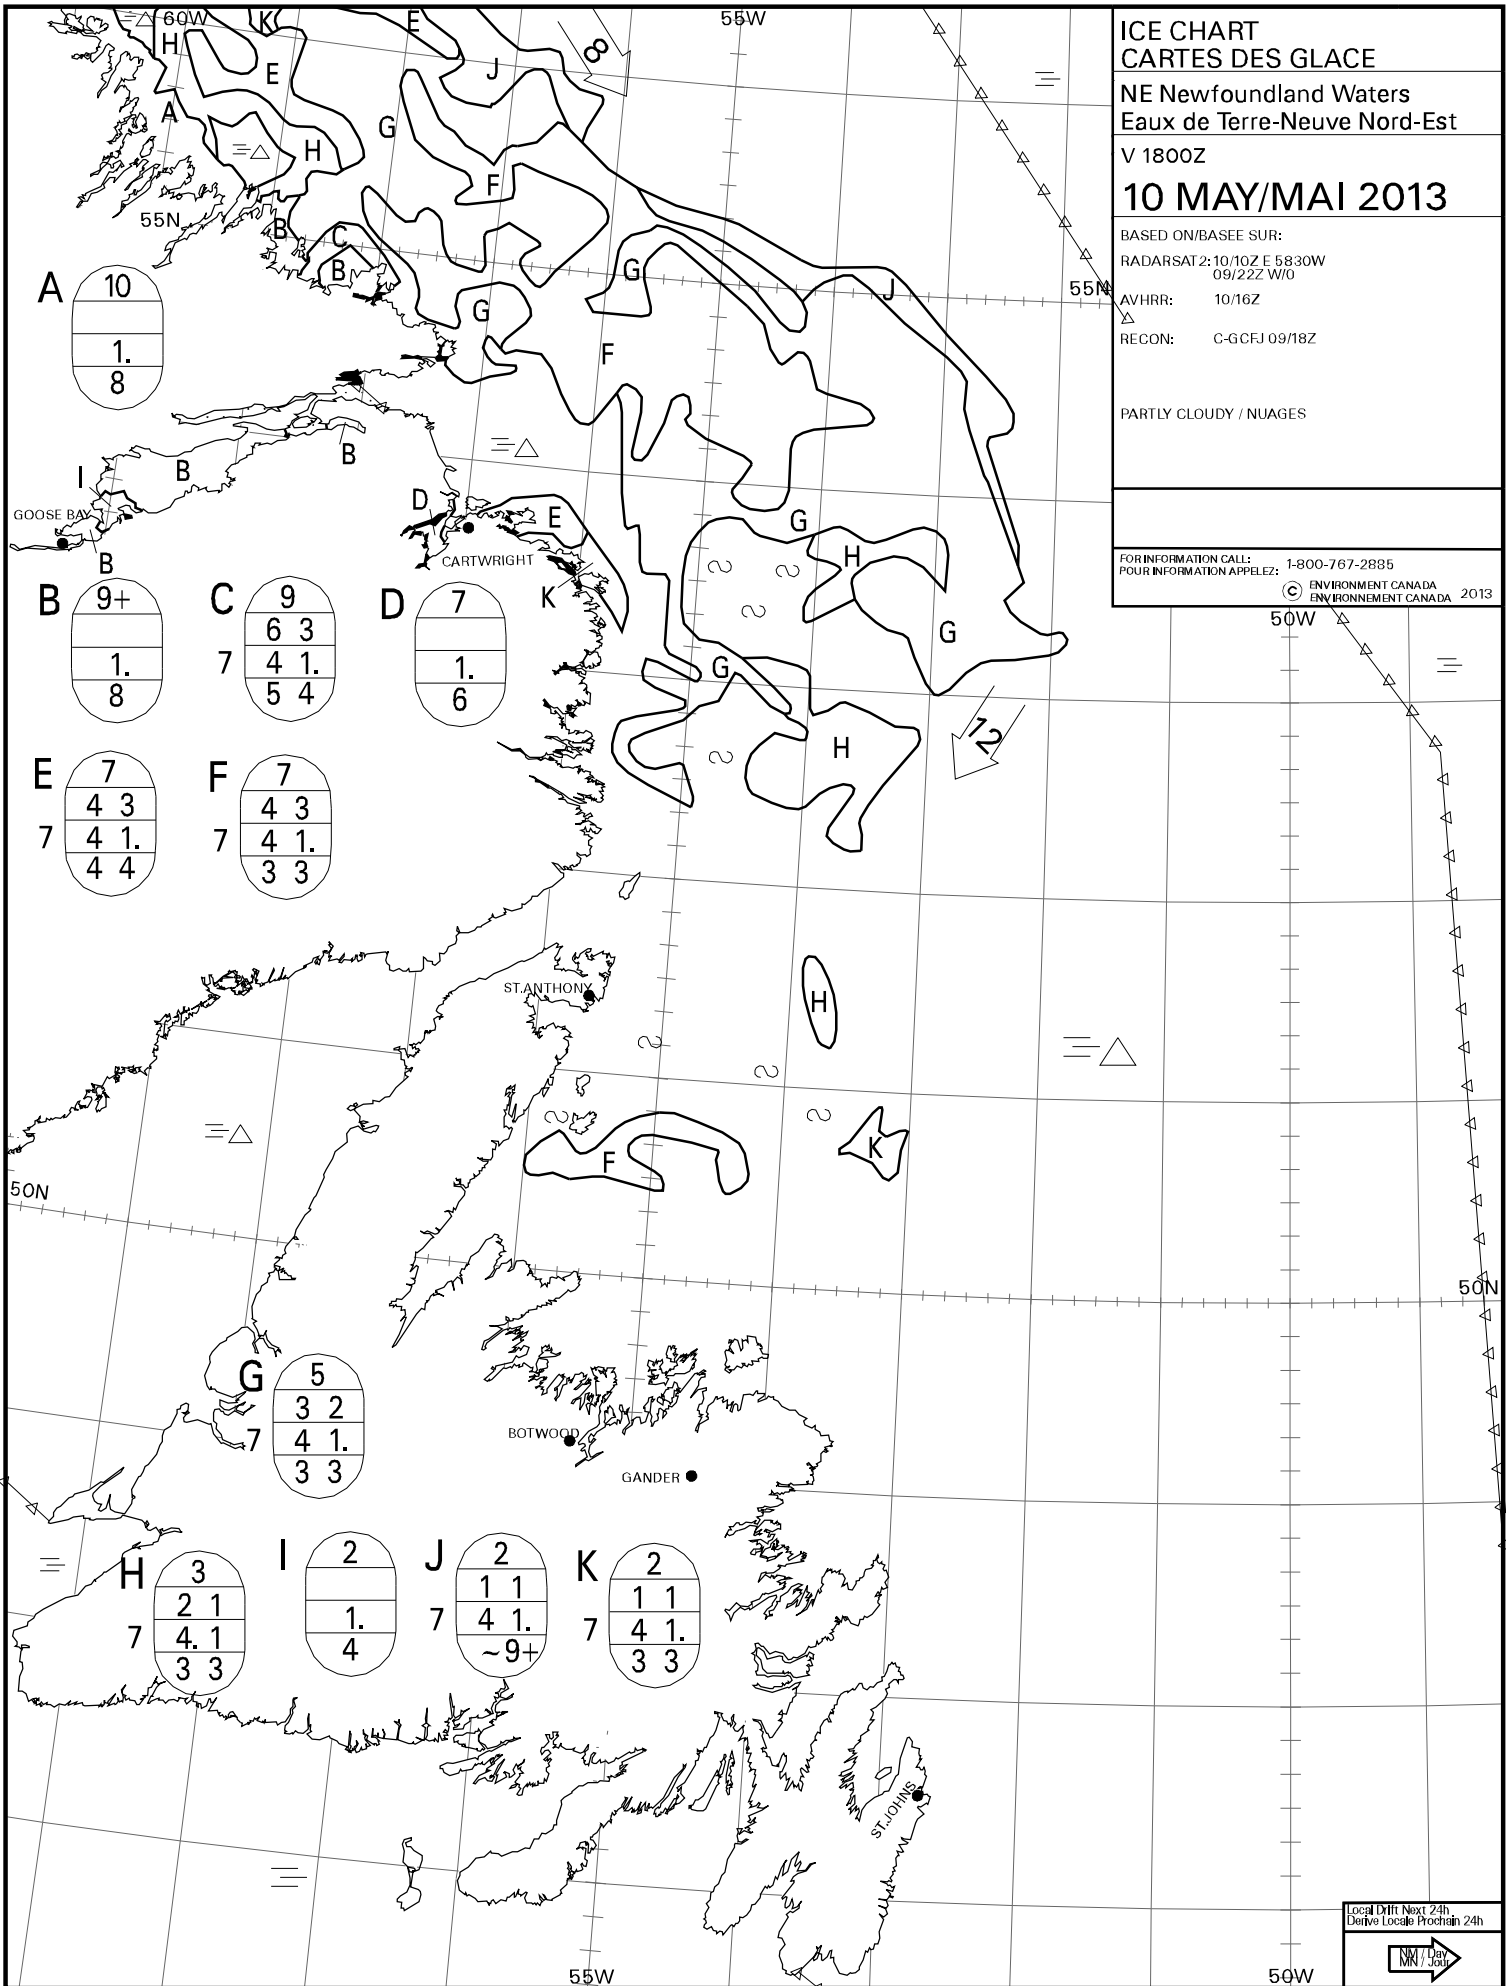 ICE CHART
CARTES DES GLACE
NE Newfoundland Waters
Eaux de Terre-Neuve Nord-Est
V 1800Z
10 MAY/MAI 2013
BASED ON/BASEE SUR:
RADARSAT2: 10/10Z E 5830W
09/22Z W/0
AVHRR: 10/16Z
RECON: C-GCFJ 09/18Z
PARTLY CLOUDY / NUAGES
FOR INFORMATION CALL:
POUR INFORMATION APPELEZ: 1-800-767-2885
© ENVIRONMENT CANADA
ENVIRONNEMENT CANADA 2013
60W
K
E
55W
H
E
J
8
A
G
H
F
55N
B
C
B
G
J
55N
G
F
B
B
I
GOOSE BAY
B
D
E
CARTWRIGHT
K
G
H
G
G
50W
12
H
A
10
1.
8
B
9+
1.
8
C
9
6 3
7 4 1.
5 4
D
7
1.
6
E
7
4 3
7 4 1.
4 4
F
7
4 3
7 4 1.
3 3
ST.ANTHONY
H
F
K
50N
50N
G
5
3 2
7 4 1.
3 3
BOTWOOD
GANDER
H
3
2 1
7 4. 1
3 3
I
2
1.
4
J
2
1 1
7 4 1.
~9+
K
2
1 1
7 4 1.
3 3
ST.JOHNS
55W
50W
Local Drift Next 24h
Derive Locale Prochain 24h
NM / Day
MN / Jour